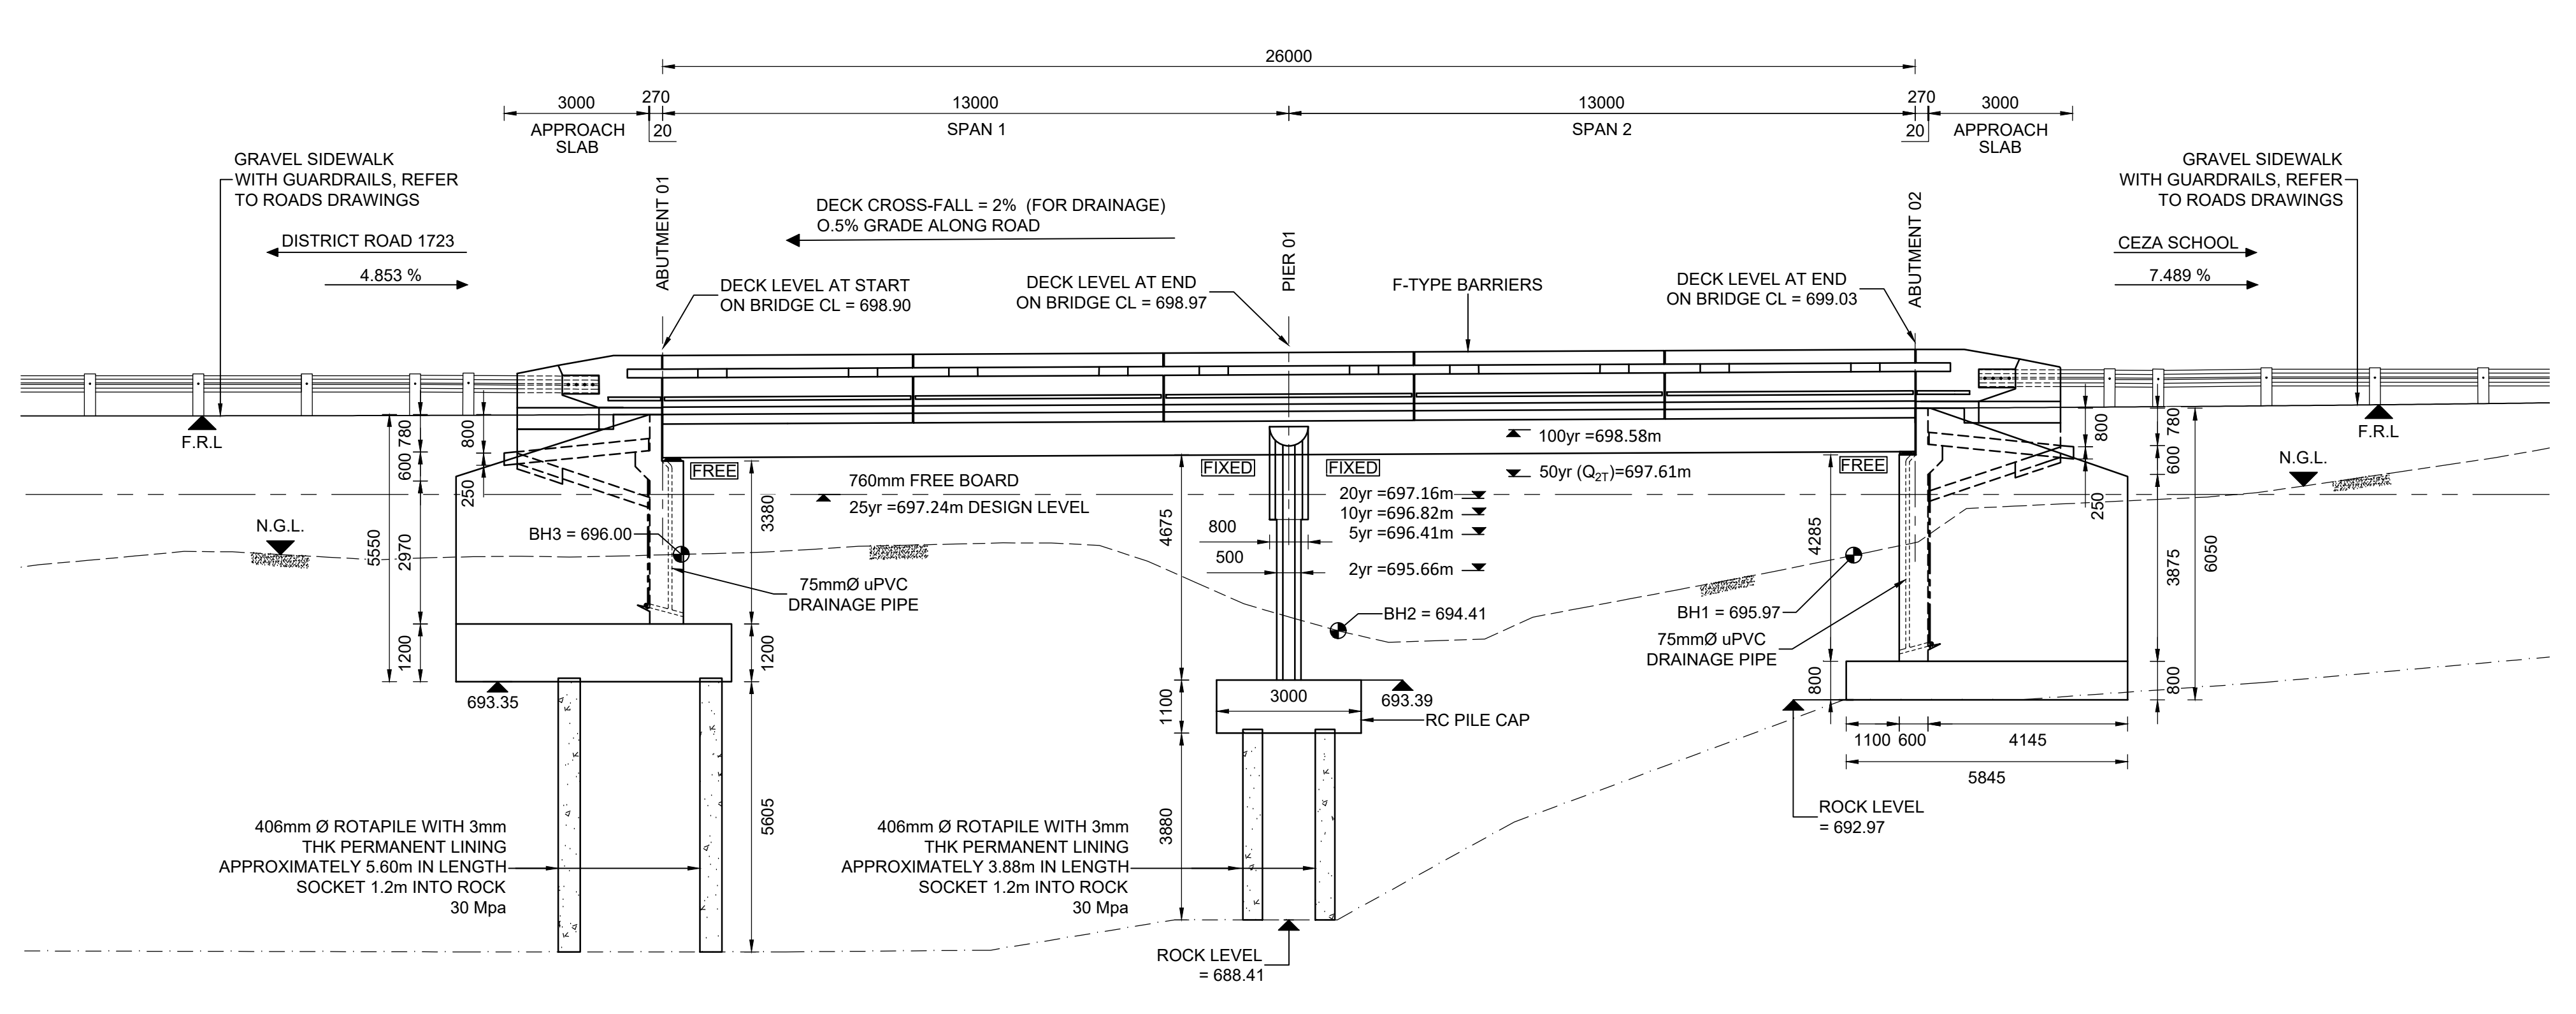 26000
3000
270
13000
13000
270
3000
APPROACH
SLAB
20
SPAN 1
SPAN 2
20
APPROACH
SLAB
GRAVEL SIDEWALK
WITH GUARDRAILS, REFER
TO ROADS DRAWINGS
DISTRICT ROAD 1723
4.853 %
ABUTMENT 01
DECK CROSS-FALL = 2% (FOR DRAINAGE)
O.5% GRADE ALONG ROAD
PIER 01
ABUTMENT 02
GRAVEL SIDEWALK
WITH GUARDRAILS, REFER
TO ROADS DRAWINGS
CEZA SCHOOL
7.489 %
DECK LEVEL AT START
ON BRIDGE CL = 698.90
DECK LEVEL AT END
ON BRIDGE CL = 698.97
F-TYPE BARRIERS
DECK LEVEL AT END
ON BRIDGE CL = 699.03
F.R.L
780
800
600
250
5550
2970
1200
N.G.L.
FREE
760mm FREE BOARD
25yr =697.24m DESIGN LEVEL
3380
BH3 = 696.00
75mmØ uPVC
DRAINAGE PIPE
1200
693.35
5605
406mm Ø ROTAPILE WITH 3mm
THK PERMANENT LINING
APPROXIMATELY 5.60m IN LENGTH
SOCKET 1.2m INTO ROCK
30 Mpa
FIXED
FIXED
100yr =698.58m
50yr (Q2T)=697.61m
20yr =697.16m
10yr =696.82m
5yr =696.41m
2yr =695.66m
800
500
4675
BH2 = 694.41
3000
693.39
RC PILE CAP
1100
3880
406mm Ø ROTAPILE WITH 3mm
THK PERMANENT LINING
APPROXIMATELY 3.88m IN LENGTH
SOCKET 1.2m INTO ROCK
30 Mpa
ROCK LEVEL
= 688.41
FREE
4285
BH1 = 695.97
75mmØ uPVC
DRAINAGE PIPE
800
1100
600
4145
5845
ROCK LEVEL
= 692.97
800
780
600
250
3875
6050
800
F.R.L
N.G.L.